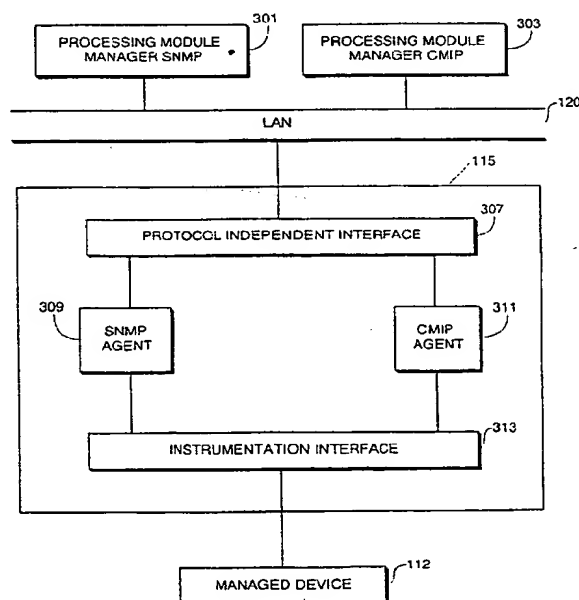 PROCESSING MODULE
MANAGER SNMP
301
PROCESSING MODULE
MANAGER CMIP
303
LAN
120
115
PROTOCOL INDEPENDENT INTERFACE
307
309
SNMP
AGENT
CMIP
AGENT
311
INSTRUMENTATION INTERFACE
313
MANAGED DEVICE
112